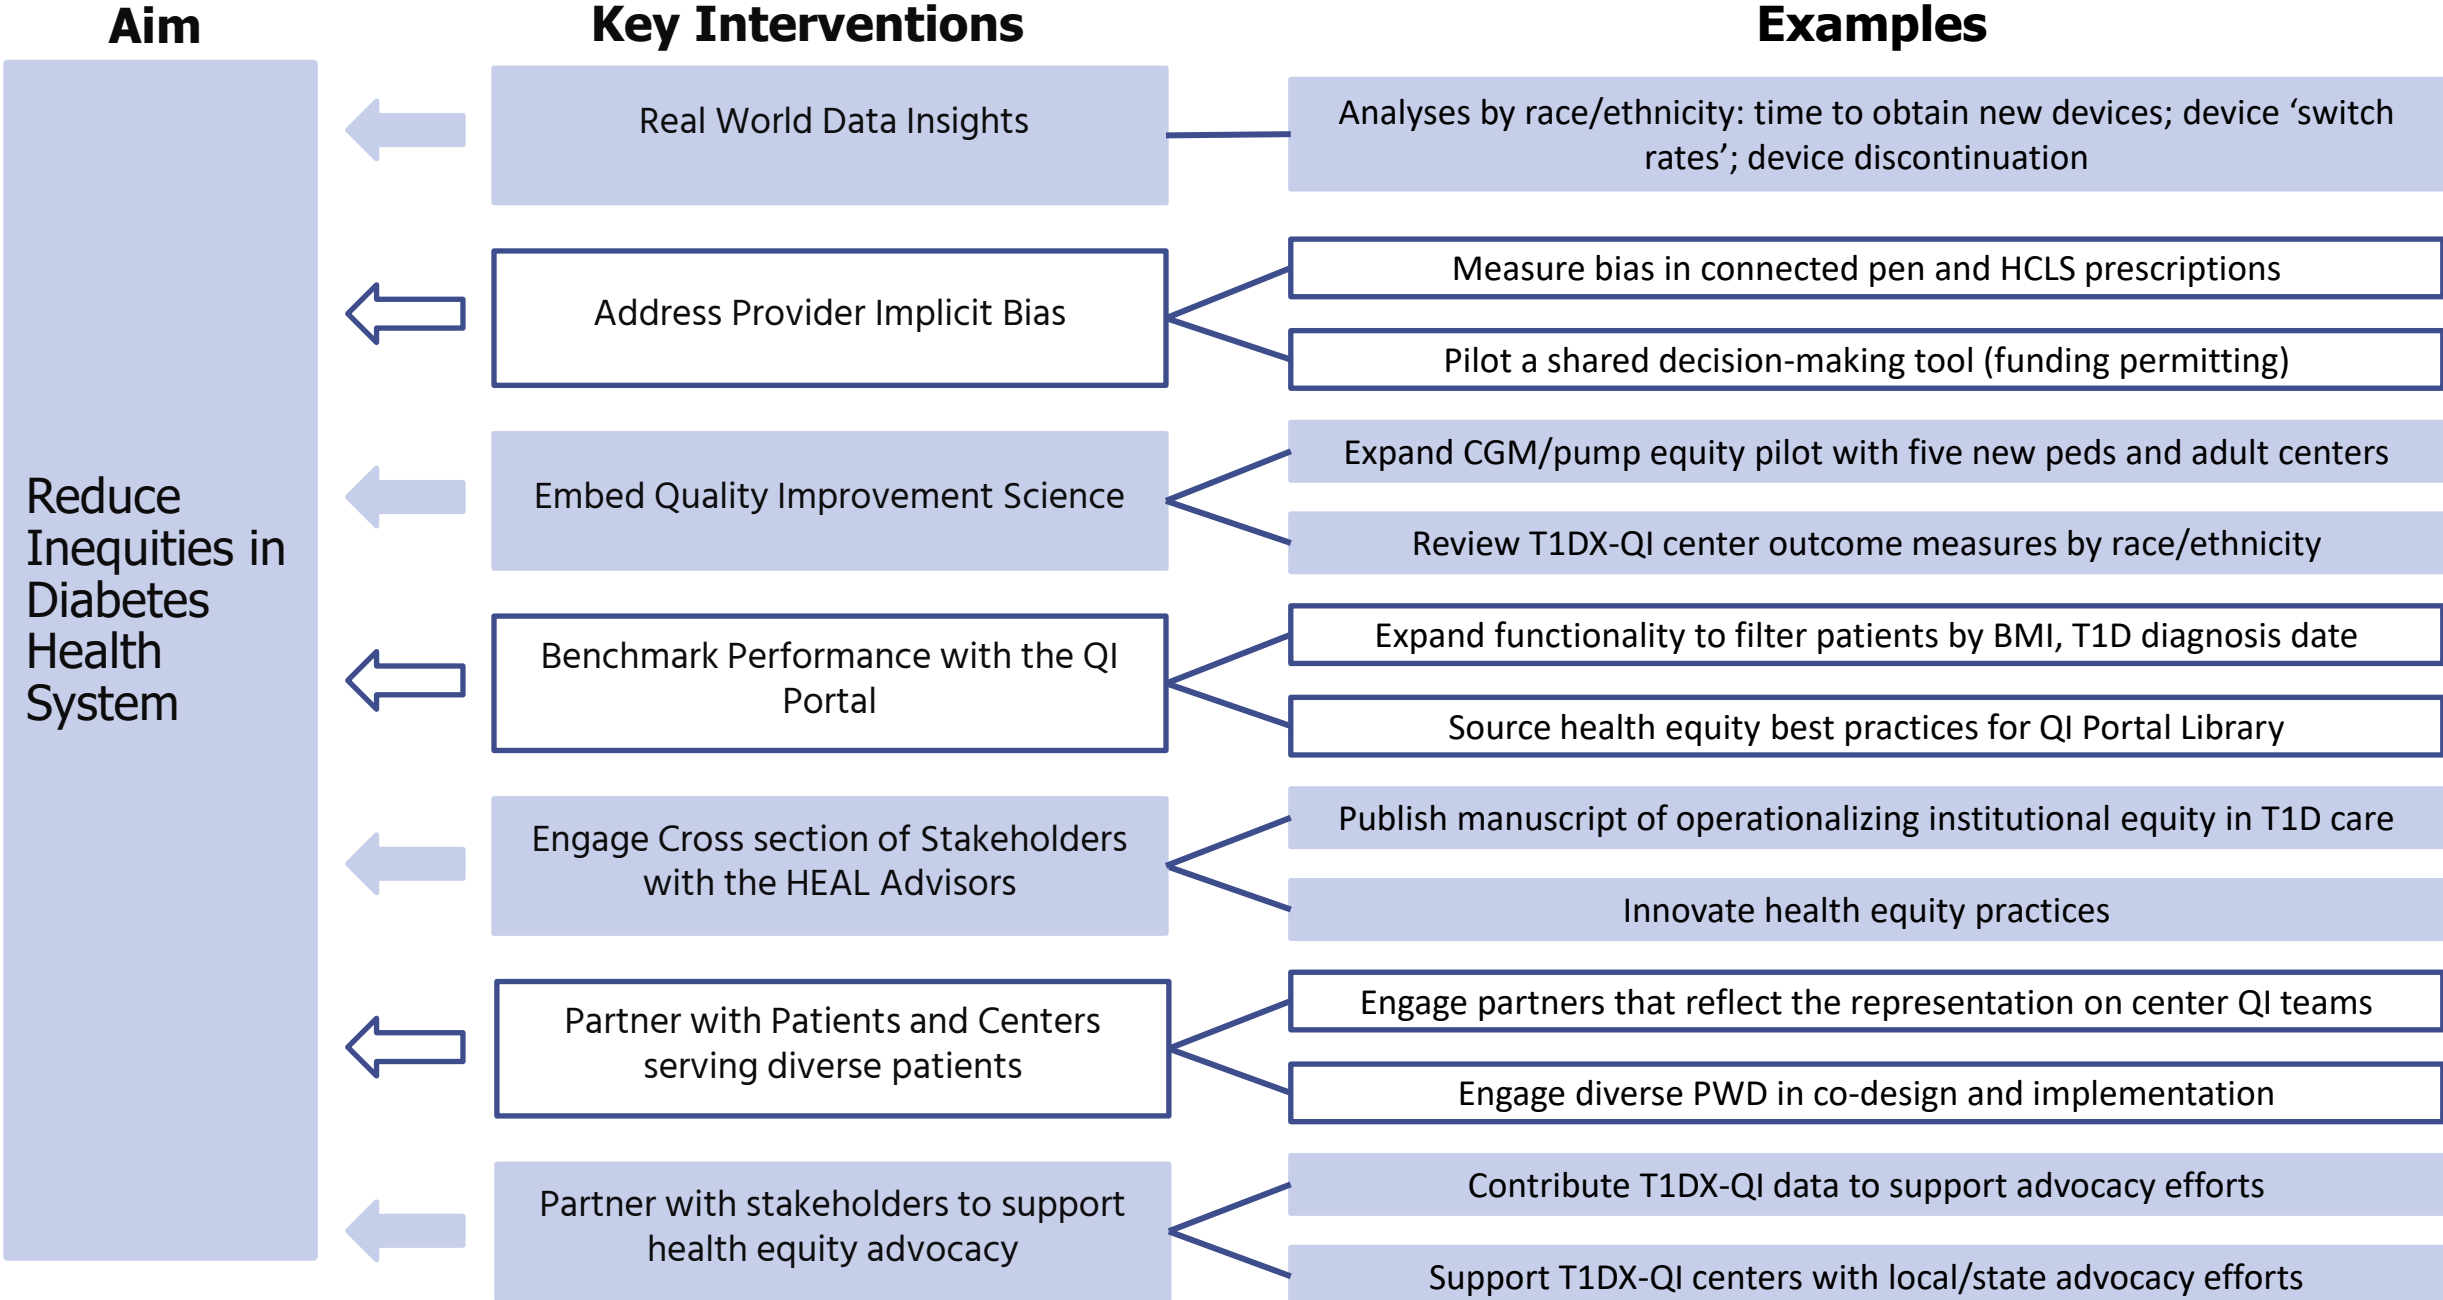 Aim
Key Interventions
Examples
Reduce
Inequities in
Diabetes
Health
System
Real World Data Insights
Analyses by race/ethnicity: time to obtain new devices; device ‘switch
rates’; device discontinuation
Address Provider Implicit Bias
Measure bias in connected pen and HCLS prescriptions
Pilot a shared decision-making tool (funding permitting)
Embed Quality Improvement Science
Expand CGM/pump equity pilot with five new peds and adult centers
Review T1DX-QI center outcome measures by race/ethnicity
Benchmark Performance with the QI
Portal
Expand functionality to filter patients by BMI, T1D diagnosis date
Source health equity best practices for QI Portal Library
Engage Cross section of Stakeholders
with the HEAL Advisors
Publish manuscript of operationalizing institutional equity in T1D care
Innovate health equity practices
Partner with Patients and Centers
serving diverse patients
Engage partners that reflect the representation on center QI teams
Engage diverse PWD in co-design and implementation
Partner with stakeholders to support
health equity advocacy
Contribute T1DX-QI data to support advocacy efforts
Support T1DX-QI centers with local/state advocacy efforts